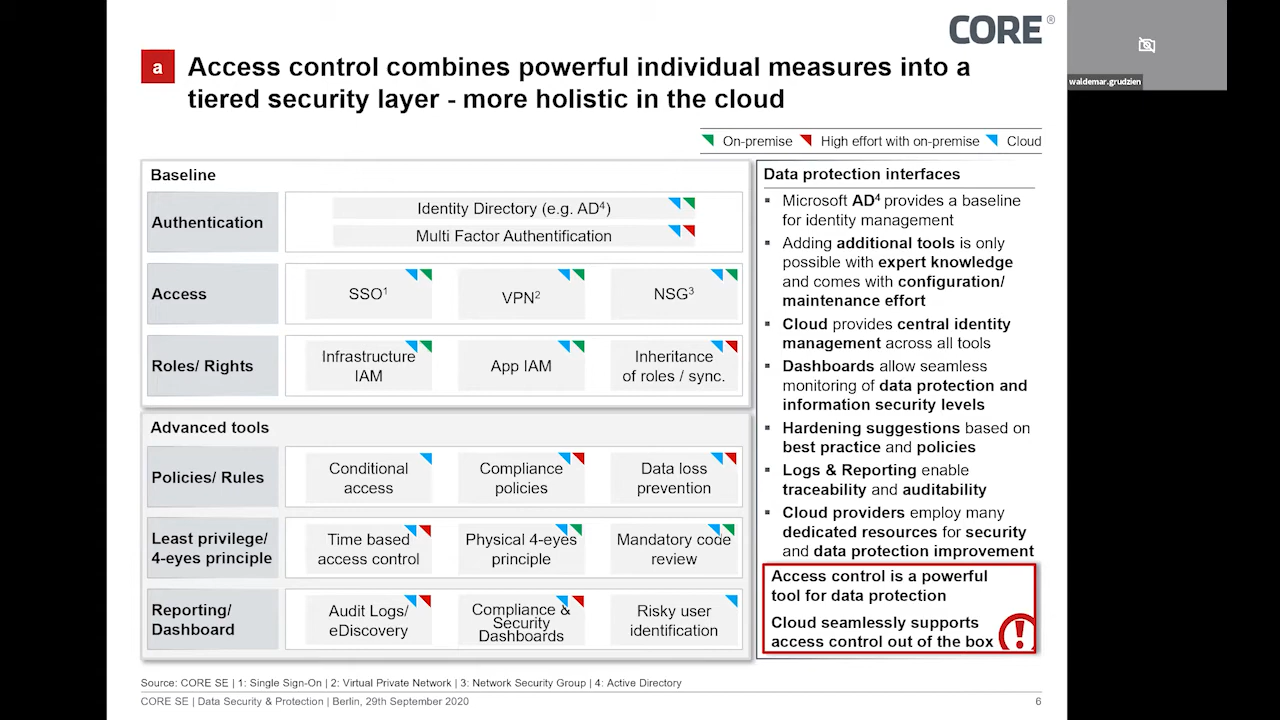 CORE®
waldemar.grudzien
a
Access control combines powerful individual measures into a
tiered security layer - more holistic in the cloud
On-premise High effort with on-premise Cloud
Baseline
Authentication
Identity Directory (e.g. AD⁴)
Multi Factor Authentification
Access
SSO¹
VPN²
NSG³
Roles/ Rights
Infrastructure
IAM
App IAM
Inheritance
of roles / sync.
Advanced tools
Policies/ Rules
Conditional
access
Compliance
policies
Data loss
prevention
Least privilege/
4-eyes principle
Time based
access control
Physical 4-eyes
principle
Mandatory code
review
Reporting/
Dashboard
Audit Logs/
eDiscovery
Compliance &
Security
Dashboards
Risky user
identification
Data protection interfaces
▪ Microsoft AD⁴ provides a baseline
for identity management
▪ Adding additional tools is only
possible with expert knowledge
and comes with configuration/
maintenance effort
▪ Cloud provides central identity
management across all tools
▪ Dashboards allow seamless
monitoring of data protection and
information security levels
▪ Hardening suggestions based on
best practice and policies
▪ Logs & Reporting enable
traceability and auditability
▪ Cloud providers employ many
dedicated resources for security
and data protection improvement
Access control is a powerful
tool for data protection
Cloud seamlessly supports
access control out of the box
!
Source: CORE SE | 1: Single Sign-On | 2: Virtual Private Network | 3: Network Security Group | 4: Active Directory
CORE SE | Data Security & Protection | Berlin, 29th September 2020
6